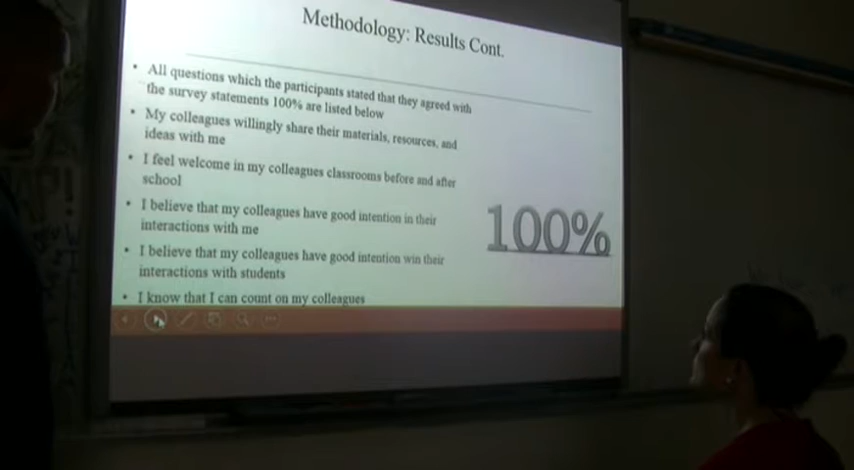 Methodology: Results Cont.
• All questions which the participants stated that they agreed with
the survey statements 100% are listed below
• My colleagues willingly share their materials, resources, and
ideas with me
• I feel welcome in my colleagues classrooms before and after
school
• I believe that my colleagues have good intention in their
interactions with me
• I believe that my colleagues have good intention win their
interactions with students
• I know that I can count on my colleagues
100%